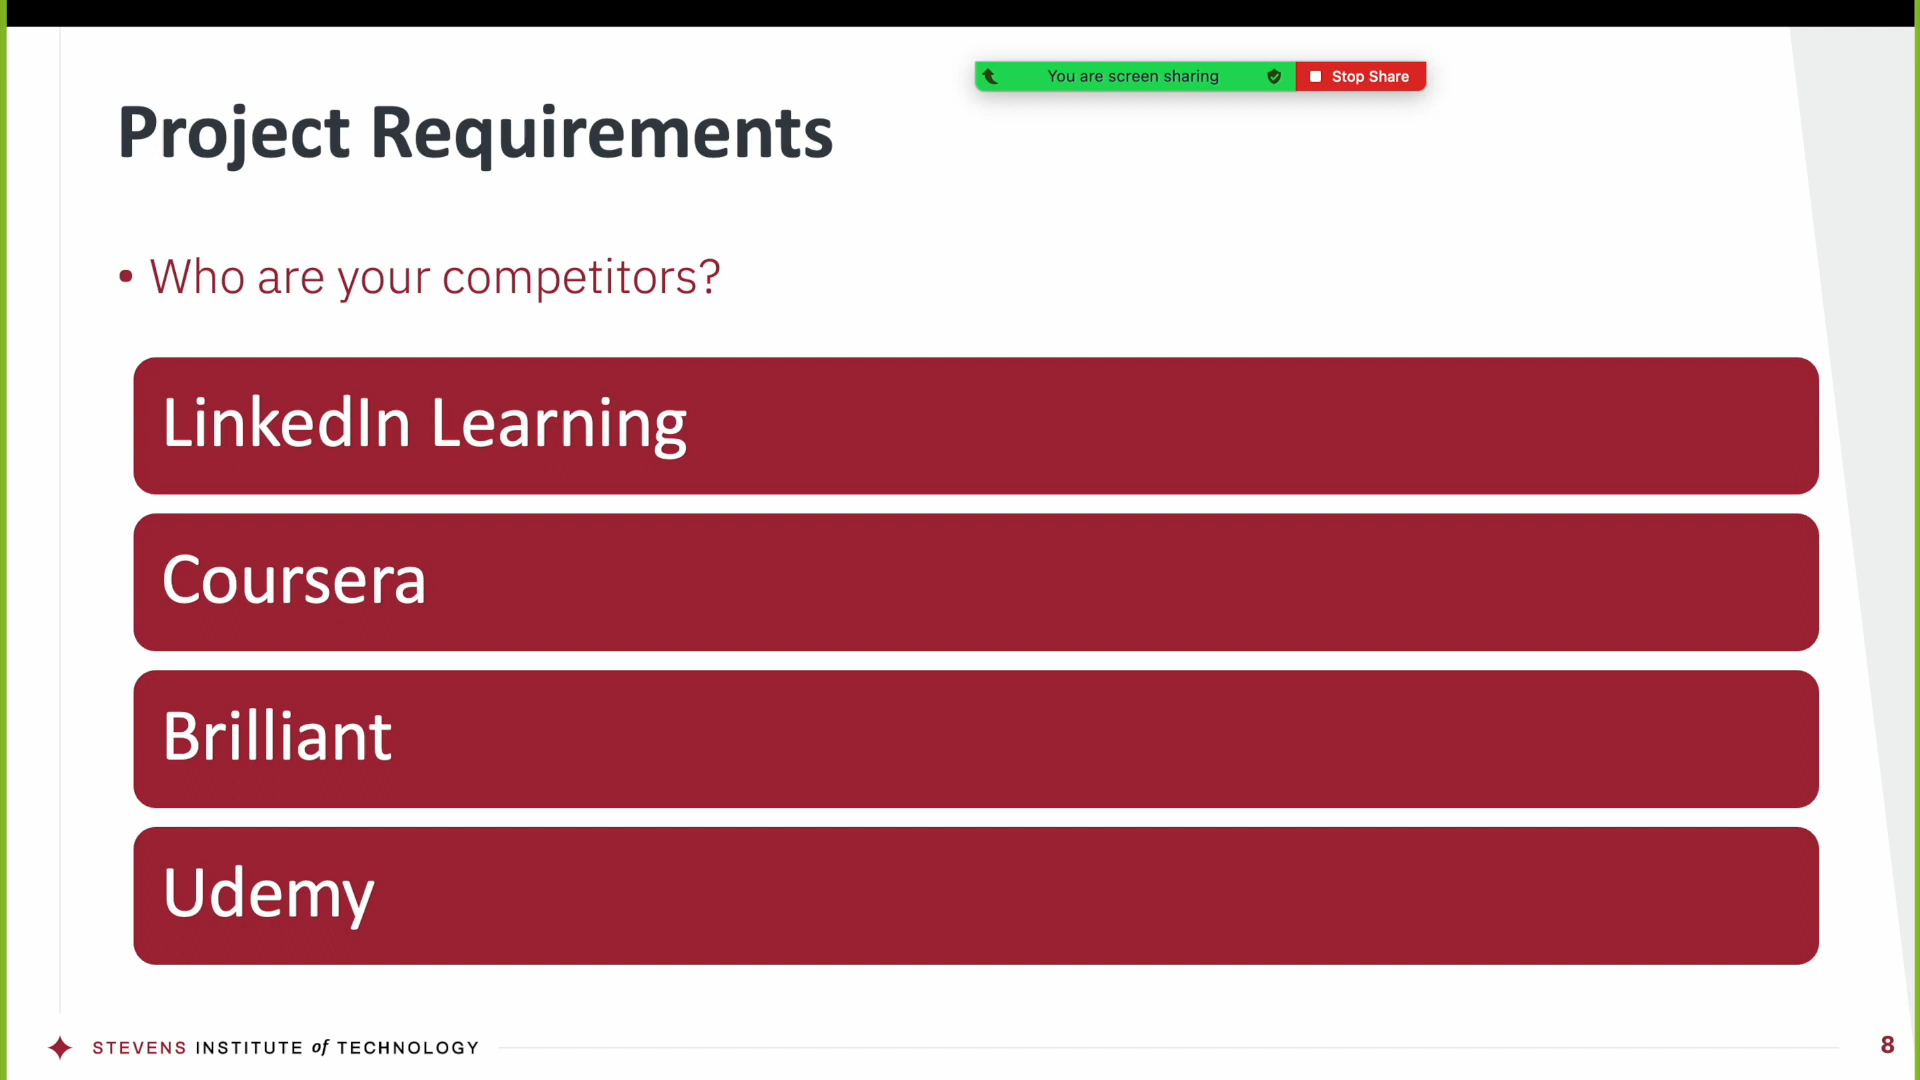 You are screen sharing
Stop Share
Project Requirements
• Who are your competitors?
LinkedIn Learning
Coursera
Brilliant
Udemy
STEVENS INSTITUTE of TECHNOLOGY
8